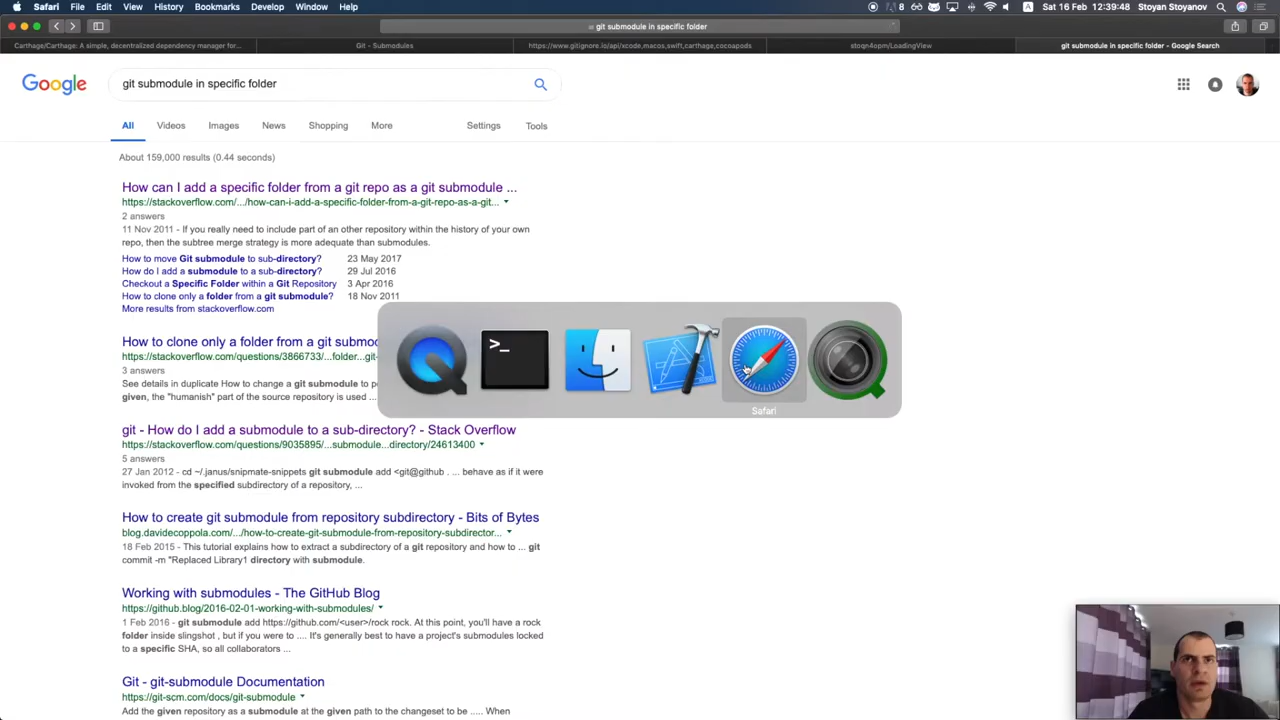 Safari File Edit View History Bookmarks Develop Window Help
Sat 16 Feb 12:39:48 Stoyan Stoyanov
git submodule in specific folder
Carthage/Carthage: A simple, decentralized dependency manager for...
Git - Submodules
https://www.gitignore.io/api/xcode,macos,swift,carthage,cocoapods
stoqn4opm/LoadingView
git submodule in specific folder - Google Search
Google
git submodule in specific folder
All Videos Images News Shopping More Settings Tools
About 159,000 results (0.44 seconds)
How can I add a specific folder from a git repo as a git submodule ...
https://stackoverflow.com/.../how-can-i-add-a-specific-folder-from-a-git-repo-as-a-git...
2 answers
11 Nov 2011 - If you really need to include part of an other repository within the history of your own
repo, then the subtree merge strategy is more adequate than submodules.
How to move Git submodule to sub-directory? 23 May 2017
How do I add a submodule to a sub-directory? 29 Jul 2016
Checkout a Specific Folder within a Git Repository 3 Apr 2016
How to clone only a folder from a git submodule? 18 Nov 2011
More results from stackoverflow.com
How to clone only a folder from a git submo
https://stackoverflow.com/questions/3866733/...folder...git-
3 answers
See details in duplicate How to change a git submodule to p
given, the "humanish" part of the source repository is used ...
Safari
git - How do I add a submodule to a sub-directory? - Stack Overflow
https://stackoverflow.com/questions/9035895/...submodule...directory/24613400
5 answers
27 Jan 2012 - cd ~/.janus/snipmate-snippets git submodule add <git@github . ... behave as if it were
invoked from the specified subdirectory of a repository, ...
How to create git submodule from repository subdirectory - Bits of Bytes
blog.davidecoppola.com/.../how-to-create-git-submodule-from-repository-subdirector...
18 Feb 2015 - This tutorial explains how to extract a subdirectory of a git repository and how to ... git
commit -m "Replaced Library1 directory with submodule.
Working with submodules - The GitHub Blog
https://github.blog/2016-02-01-working-with-submodules/
1 Feb 2016 - git submodule add https://github.com/<user>/rock rock. At this point, you'll have a rock
folder inside slingshot , but if you were to .... It's generally best to have a project's submodules locked
to a specific SHA, so all collaborators ...
Git - git-submodule Documentation
https://git-scm.com/docs/git-submodule
Add the given repository as a submodule at the given path to the changeset to be ..... When